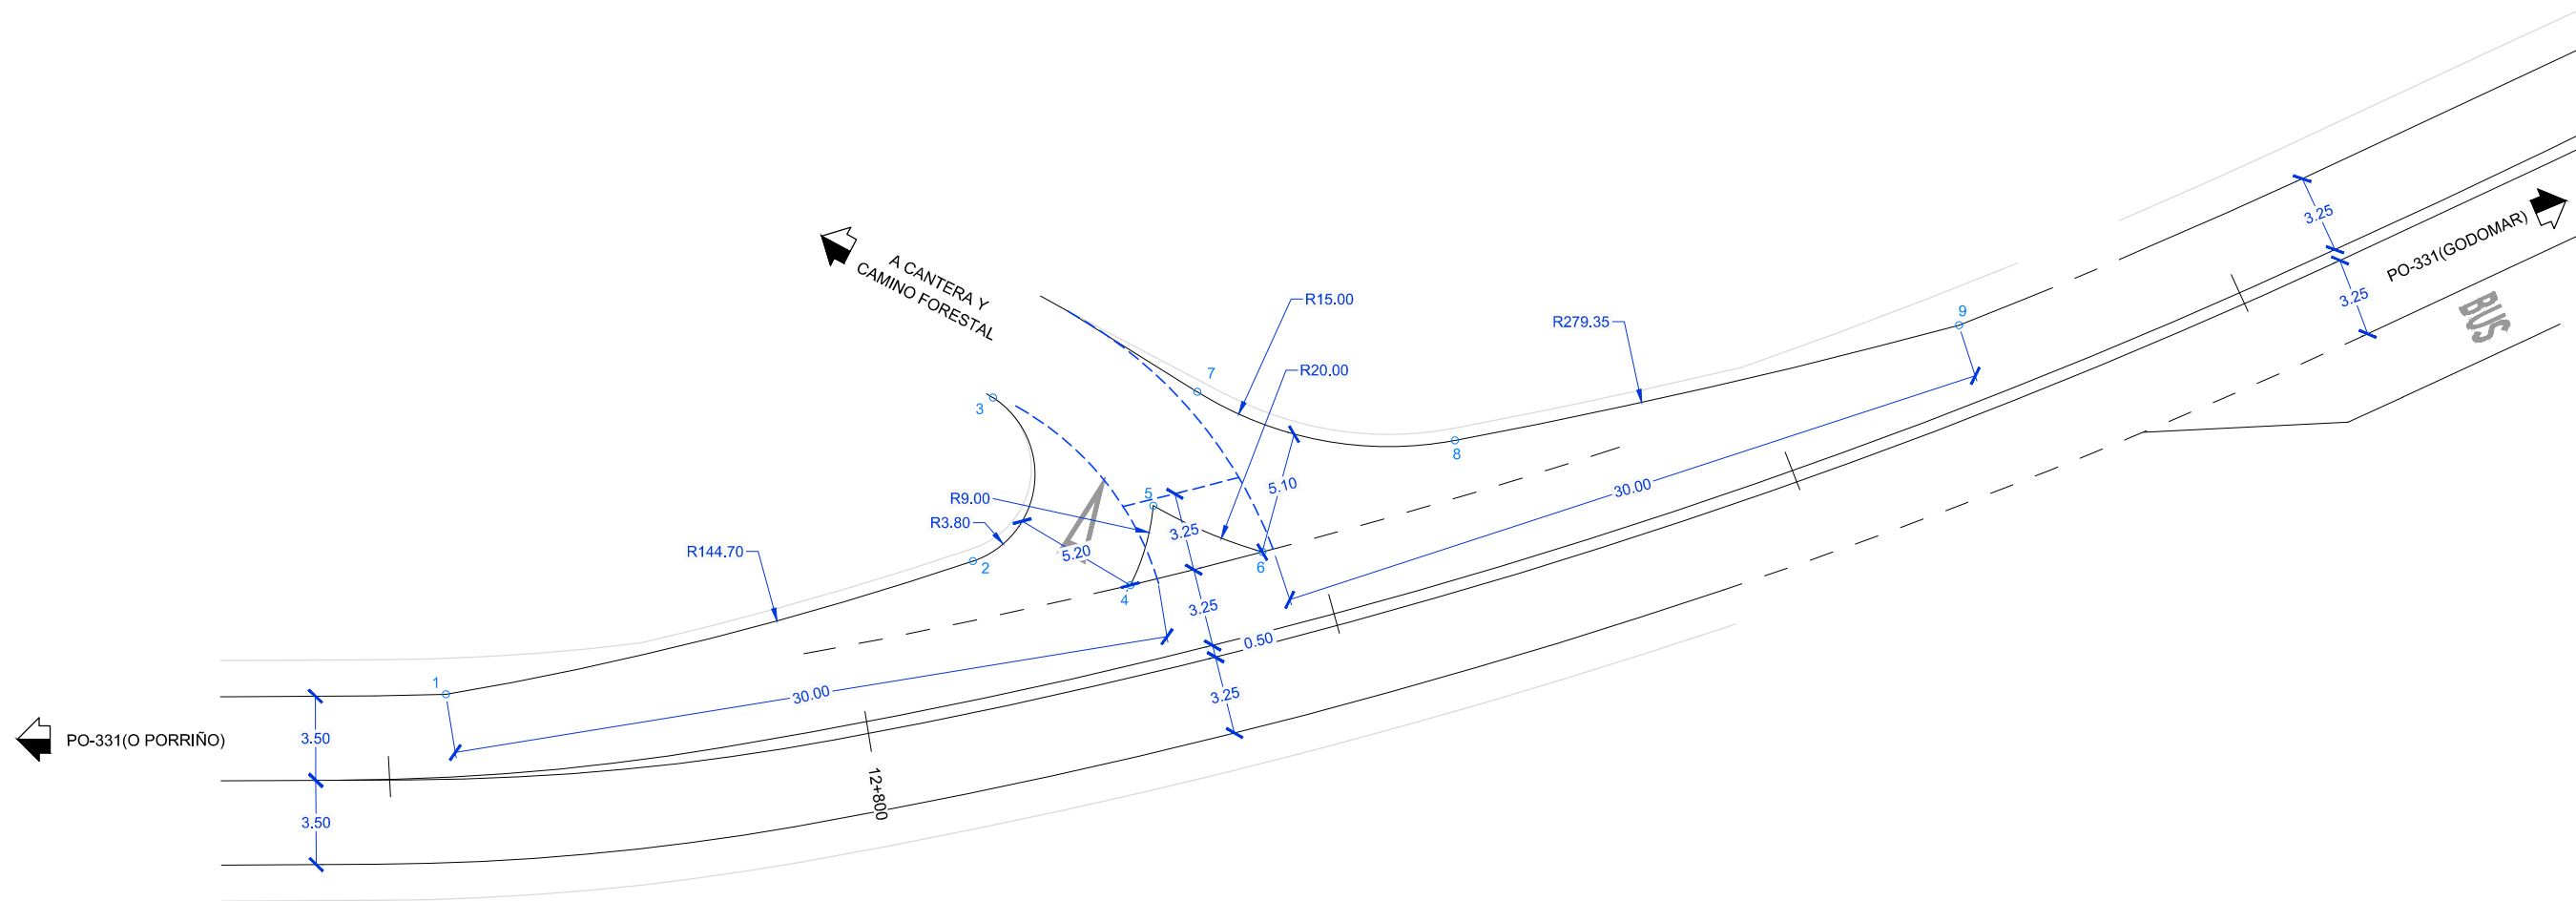 A CANTERA Y
CAMINO FORESTAL
R15.00
R279.35
9
3.25
PO-331(GODOMAR)
3.25
BUS
7
R20.00
3
8
R9.00
5
5.10
30.00
R3.80
3.25
R144.70
5.20
2
6
4
3.25
0.50
1
30.00
3.25
PO-331(O PORRIÑO)
3.50
12+800
3.50